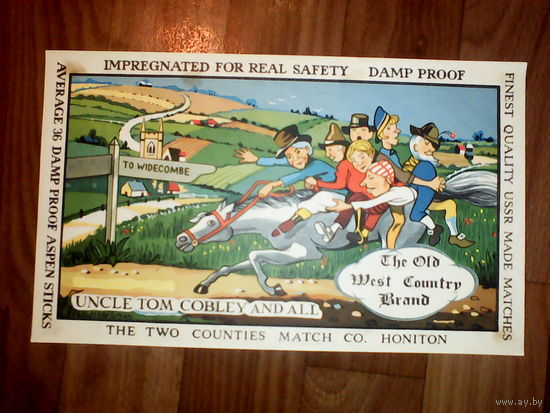 IMPREGNATED FOR REAL SAFETY DAMP PROOF
AVERAGE 36 DAMP PROOF ASPEN STICKS
FINEST QUALITY USSR MADE MATCHES
TO WIDECOMBE
The Old
West Country
Brand
UNCLE TOM COBLEY AND ALL
THE TWO COUNTIES MATCH CO. HONITON
www.ay.by